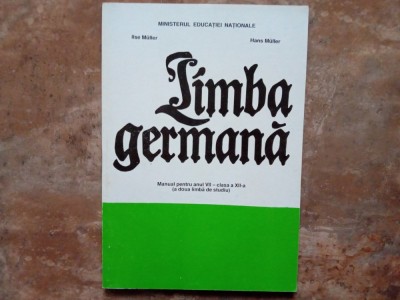 MINISTERUL EDUCAȚIEI NAȚIONALE
Ilse Müller Hans Müller
Limba
germană
Manual pentru anul VII – clasa a XII-a
(a doua limbă de studiu)